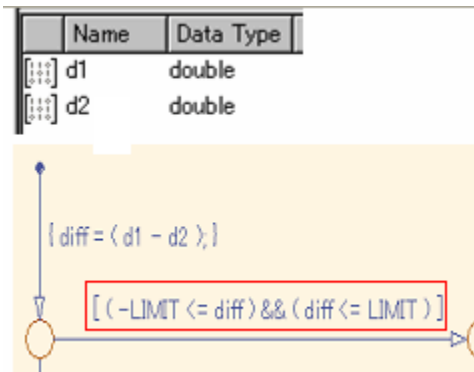 Name Data Type
d1 double
d2 double
{ diff = ( d1 - d2 ); }
[ ( -LIMIT <= diff ) && ( diff <= LIMIT ) ]